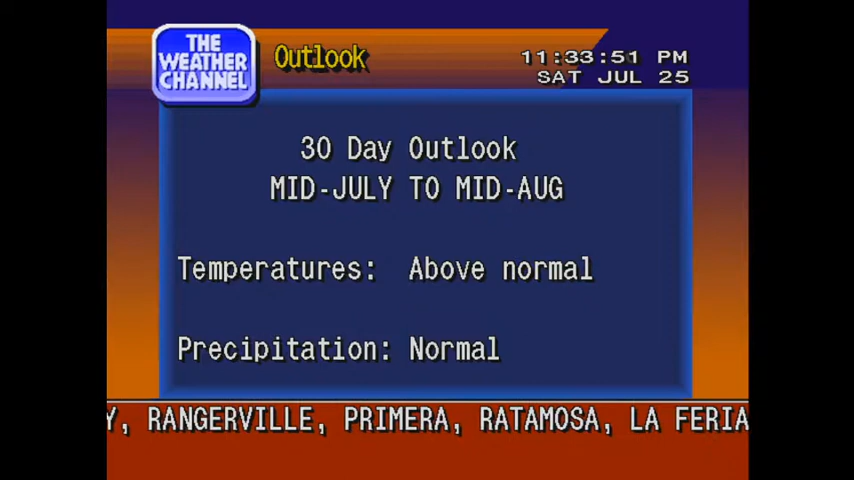 THE
WEATHER
CHANNEL
Outlook
11:33:51 PM
SAT JUL 25
30 Day Outlook
MID-JULY TO MID-AUG
Temperatures: Above normal
Precipitation: Normal
Y, RANGERVILLE, PRIMERA, RATAMOSA, LA FERIA